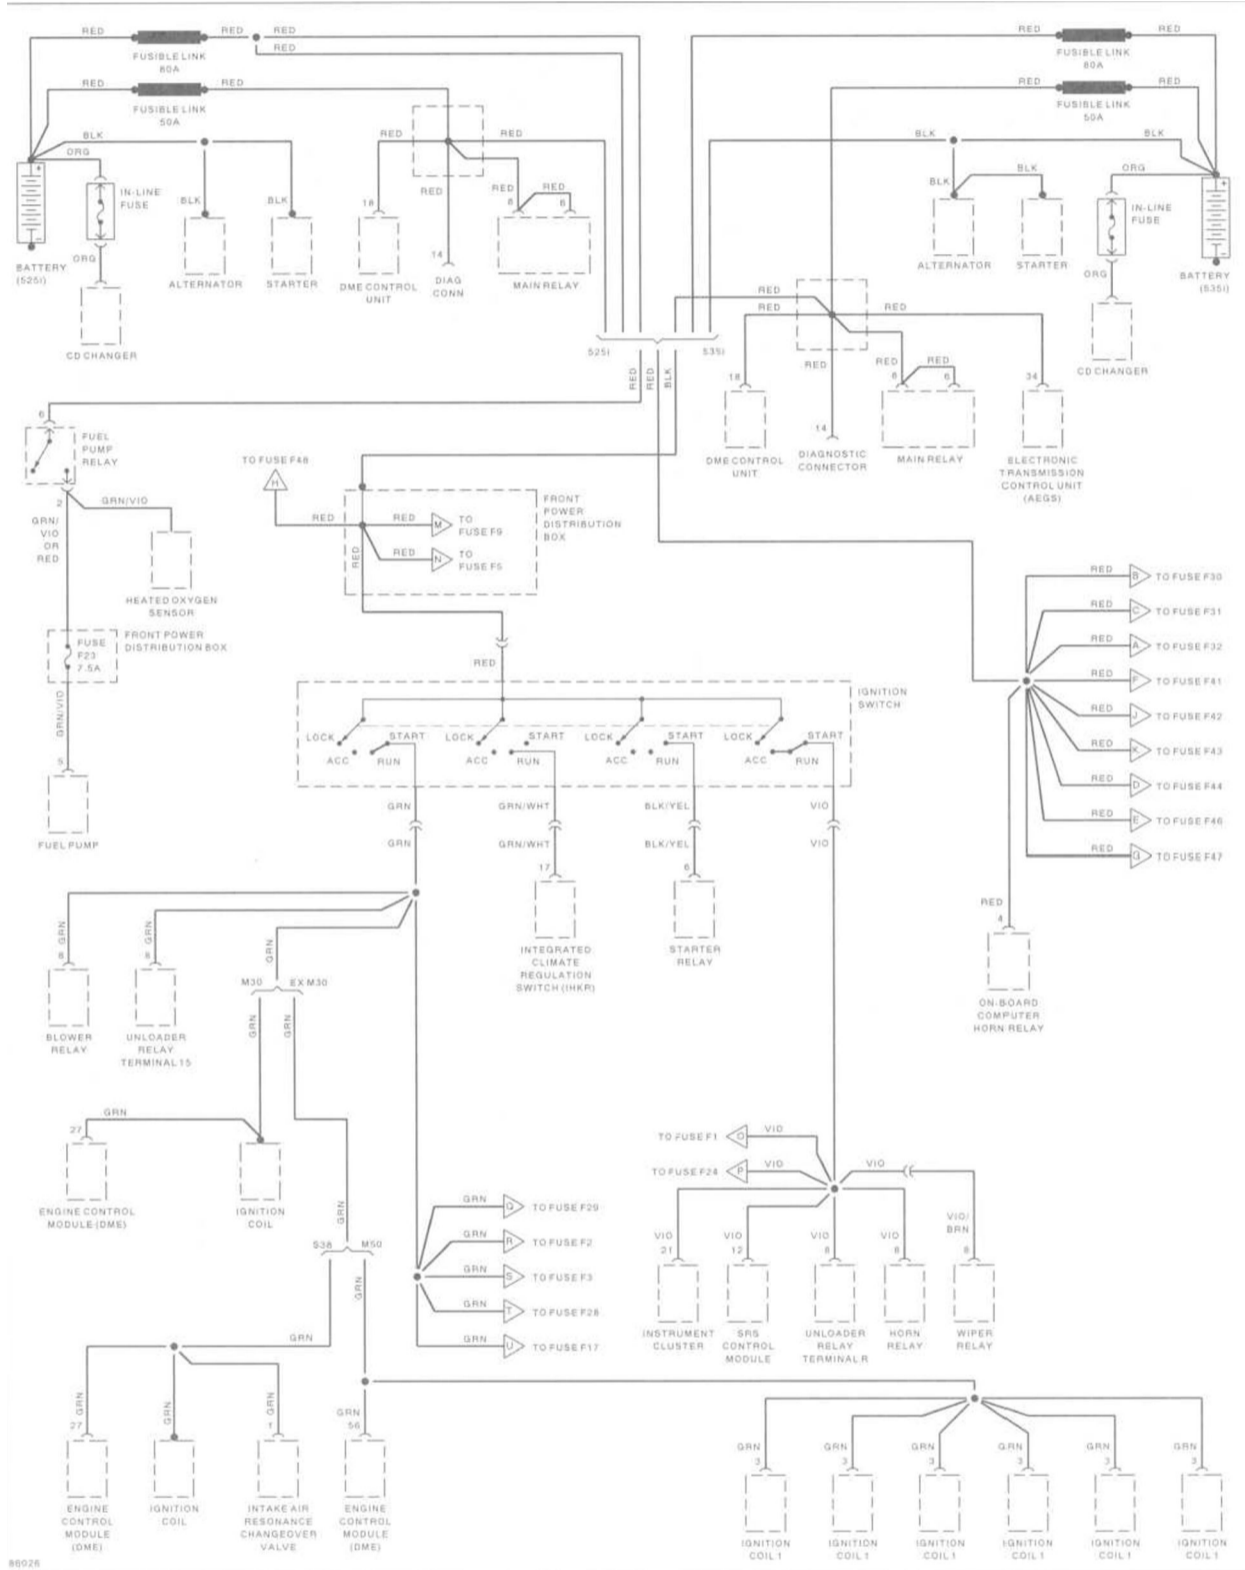 RED
RED
RED
RED
FUSIBLE LINK
80A
RED
RED
FUSIBLE LINK
50A
BLK
ORG
BLK
BLK
IN-LINE
FUSE
ORG
BATTERY
(525i)
CD CHANGER
ALTERNATOR
STARTER
RED
RED
RED
RED
RED
18
8
6
14
DME CONTROL
UNIT
DIAG
CONN
MAIN RELAY
RED
RED
FUSIBLE LINK
80A
RED
RED
FUSIBLE LINK
50A
BLK
BLK
BLK
BLK
ORG
IN-LINE
FUSE
ORG
ALTERNATOR
STARTER
BATTERY
(535i)
CD CHANGER
RED
RED
RED
RED
RED
RED
18
14
6
6
34
DME CONTROL
UNIT
DIAGNOSTIC
CONNECTOR
MAIN RELAY
ELECTRONIC
TRANSMISSION
CONTROL UNIT
(AEGS)
525i
535i
RED
RED
BLK
6
FUEL
PUMP
RELAY
2
GRN/VIO
GRN/
VIO
OR
RED
HEATED OXYGEN
SENSOR
FUSE
F23
7.5A
FRONT POWER
DISTRIBUTION BOX
GRN/VIO
5
FUEL PUMP
TO FUSE F48
H
RED
RED
M
TO
FUSE F9
RED
N
TO
FUSE F5
RED
FRONT
POWER
DISTRIBUTION
BOX
RED
IGNITION
SWITCH
LOCK
ACC
RUN
START
LOCK
ACC
RUN
START
LOCK
ACC
RUN
START
LOCK
ACC
RUN
START
GRN
GRN/WHT
BLK/YEL
VIO
GRN
GRN/WHT
BLK/YEL
VIO
17
6
INTEGRATED
CLIMATE
REGULATION
SWITCH (IHKR)
STARTER
RELAY
RED
B
TO FUSE F30
RED
C
TO FUSE F31
RED
A
TO FUSE F32
RED
F
TO FUSE F41
RED
J
TO FUSE F42
RED
K
TO FUSE F43
RED
D
TO FUSE F44
RED
E
TO FUSE F46
RED
G
TO FUSE F47
RED
4
ON-BOARD
COMPUTER
HORN RELAY
GRN
GRN
GRN
6
8
BLOWER
RELAY
UNLOADER
RELAY
TERMINAL 15
M30
EX M30
GRN
GRN
GRN
27
ENGINE CONTROL
MODULE (DME)
IGNITION
COIL
GRN
S38
M50
GRN
GRN
GRN
GRN
GRN
GRN
27
1
56
ENGINE
CONTROL
MODULE
(DME)
IGNITION
COIL
INTAKE AIR
RESONANCE
CHANGEOVER
VALVE
ENGINE
CONTROL
MODULE
(DME)
GRN
Q
TO FUSE F29
GRN
R
TO FUSE F2
GRN
S
TO FUSE F3
GRN
T
TO FUSE F28
GRN
U
TO FUSE F17
TO FUSE F1
O
VIO
TO FUSE F24
P
VIO
VIO
VIO/
BRN
VIO
VIO
VIO
VIO
21
12
8
8
8
INSTRUMENT
CLUSTER
SRS
CONTROL
MODULE
UNLOADER
RELAY
TERMINAL R
HORN
RELAY
WIPER
RELAY
GRN
GRN
GRN
GRN
GRN
GRN
3
3
3
3
3
3
IGNITION
COIL 1
IGNITION
COIL 1
IGNITION
COIL 1
IGNITION
COIL 1
IGNITION
COIL 1
IGNITION
COIL 1
86026